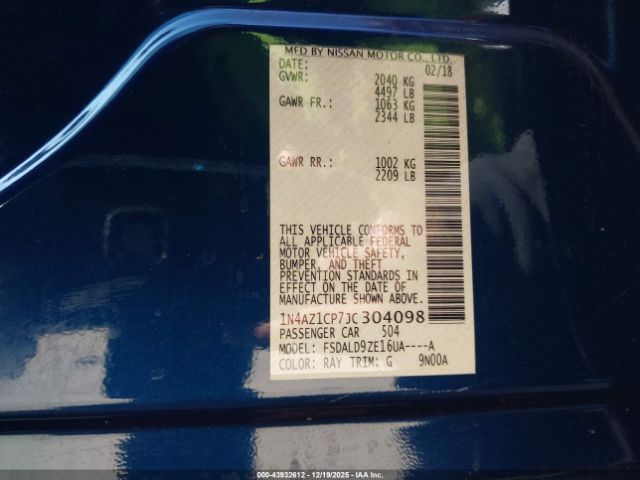 MFD BY NISSAN MOTOR CO., LTD.
DATE: 02/18
GVWR: 2040 KG
4497 LB
GAWR FR.: 1063 KG
2344 LB
GAWR RR.: 1002 KG
2209 LB
THIS VEHICLE CONFORMS TO
ALL APPLICABLE FEDERAL
MOTOR VEHICLE SAFETY,
BUMPER, AND THEFT
PREVENTION STANDARDS IN
EFFECT ON THE DATE OF
MANUFACTURE SHOWN ABOVE.
1N4AZ1CP7JC304098
PASSENGER CAR 504
MODEL: FSDALD9ZE16UA----A
COLOR: RAY TRIM: G 9N00A
00-43932612 - 12/19/2025 - IAA Inc.